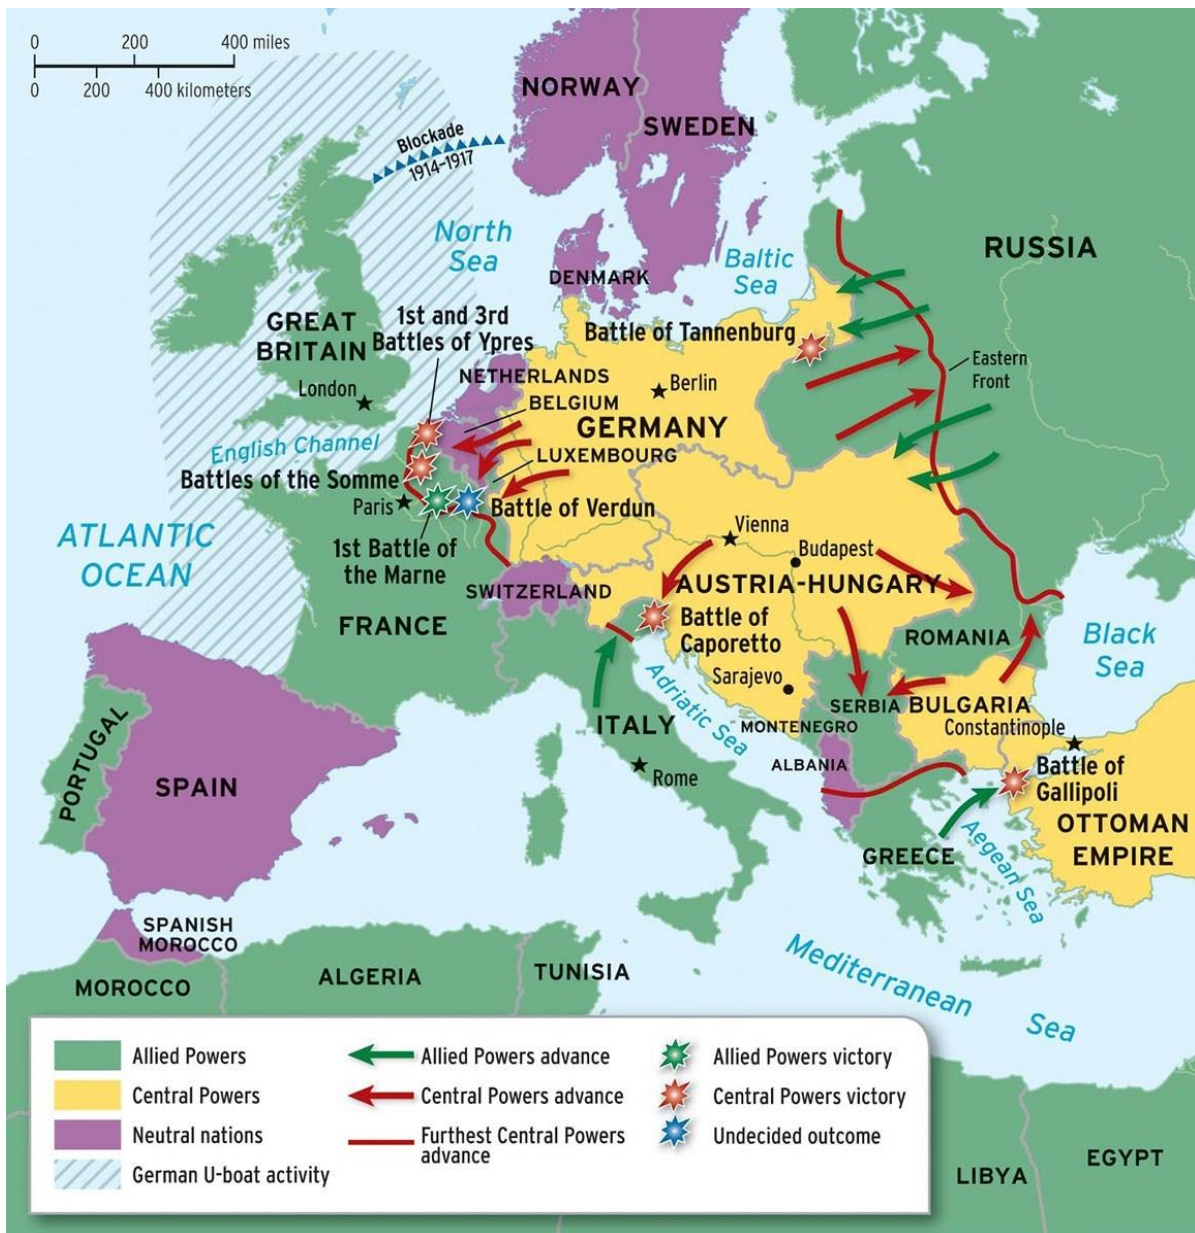 0 200 400 miles
0 200 400 kilometers
NORWAY
SWEDEN
Blockade
1914–1917
North
Sea
Baltic
Sea
RUSSIA
DENMARK
GREAT
BRITAIN
London
1st and 3rd
Battles of Ypres
Battle of Tannenburg
Eastern
Front
NETHERLANDS
Berlin
BELGIUM
GERMANY
English Channel
LUXEMBOURG
Battles of the Somme
Paris
Battle of Verdun
ATLANTIC
OCEAN
1st Battle of
the Marne
Vienna
Budapest
SWITZERLAND
AUSTRIA-HUNGARY
FRANCE
Battle of
Caporetto
ROMANIA
Black
Sea
Adriatic Sea
Sarajevo
SERBIA
BULGARIA
PORTUGAL
SPAIN
ITALY
MONTENEGRO
Constantinople
ALBANIA
Rome
Battle of
Gallipoli
OTTOMAN
EMPIRE
GREECE
Aegean Sea
SPANISH
MOROCCO
MOROCCO
ALGERIA
TUNISIA
Mediterranean Sea
Allied Powers
Central Powers
Neutral nations
German U-boat activity
Allied Powers advance
Central Powers advance
Furthest Central Powers
advance
Allied Powers victory
Central Powers victory
Undecided outcome
LIBYA
EGYPT